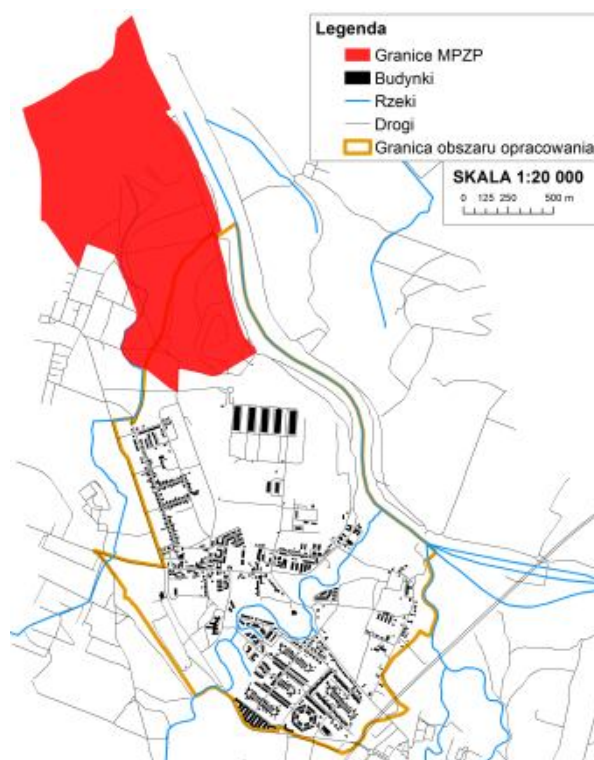 Legenda
Granice MPZP
Budynki
Rzeki
Drogi
Granica obszaru opracowania
SKALA 1:20 000
0 125 250 500 m